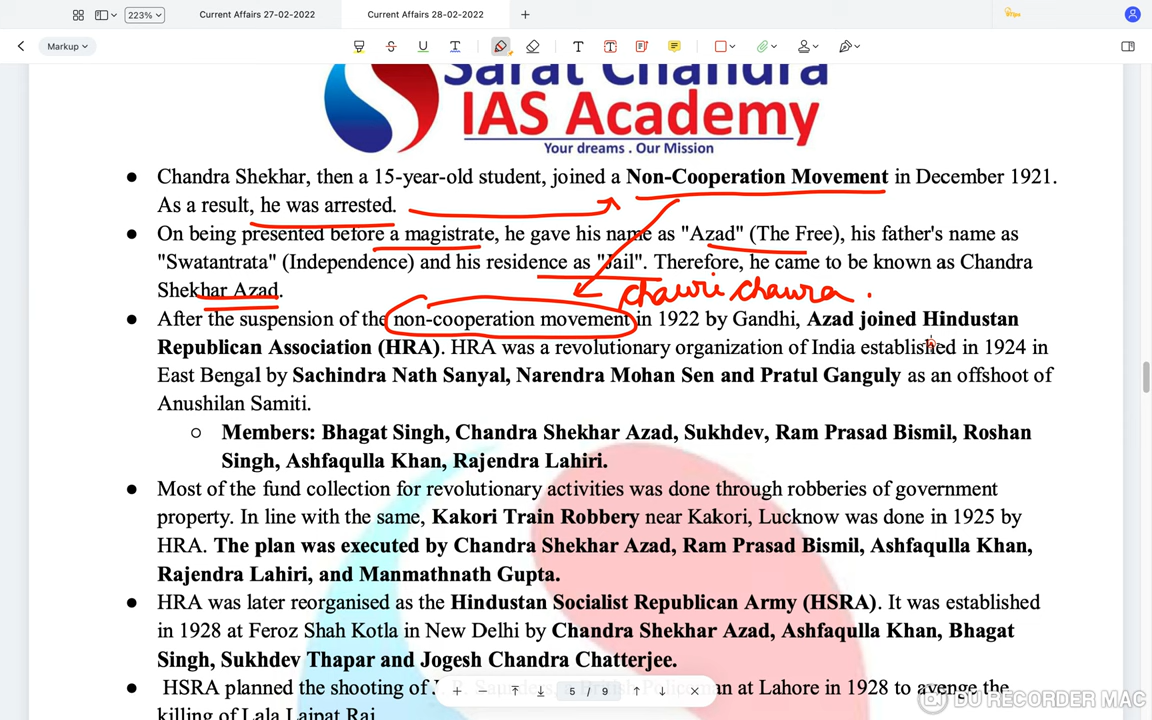 223%
Current Affairs 27-02-2022
Current Affairs 28-02-2022
Markup
Sarat Chandra
IAS Academy
Your dreams . Our Mission
● Chandra Shekhar, then a 15-year-old student, joined a Non-Cooperation Movement in December 1921.
As a result, he was arrested.
● On being presented before a magistrate, he gave his name as "Azad" (The Free), his father's name as
"Swatantrata" (Independence) and his residence as "Jail". Therefore, he came to be known as Chandra
Shekhar Azad.
chauri chaura.
● After the suspension of the non-cooperation movement in 1922 by Gandhi, Azad joined Hindustan
Republican Association (HRA). HRA was a revolutionary organization of India established in 1924 in
East Bengal by Sachindra Nath Sanyal, Narendra Mohan Sen and Pratul Ganguly as an offshoot of
Anushilan Samiti.
○ Members: Bhagat Singh, Chandra Shekhar Azad, Sukhdev, Ram Prasad Bismil, Roshan
Singh, Ashfaqulla Khan, Rajendra Lahiri.
● Most of the fund collection for revolutionary activities was done through robberies of government
property. In line with the same, Kakori Train Robbery near Kakori, Lucknow was done in 1925 by
HRA. The plan was executed by Chandra Shekhar Azad, Ram Prasad Bismil, Ashfaqulla Khan,
Rajendra Lahiri, and Manmathnath Gupta.
● HRA was later reorganised as the Hindustan Socialist Republican Army (HSRA). It was established
in 1928 at Feroz Shah Kotla in New Delhi by Chandra Shekhar Azad, Ashfaqulla Khan, Bhagat
Singh, Sukhdev Thapar and Jogesh Chandra Chatterjee.
● HSRA planned the shooting of J. P. Saunders, a British Policeman at Lahore in 1928 to avenge the
killing of Lala Lajpat Rai
5 / 9
DU RECORDER MAC